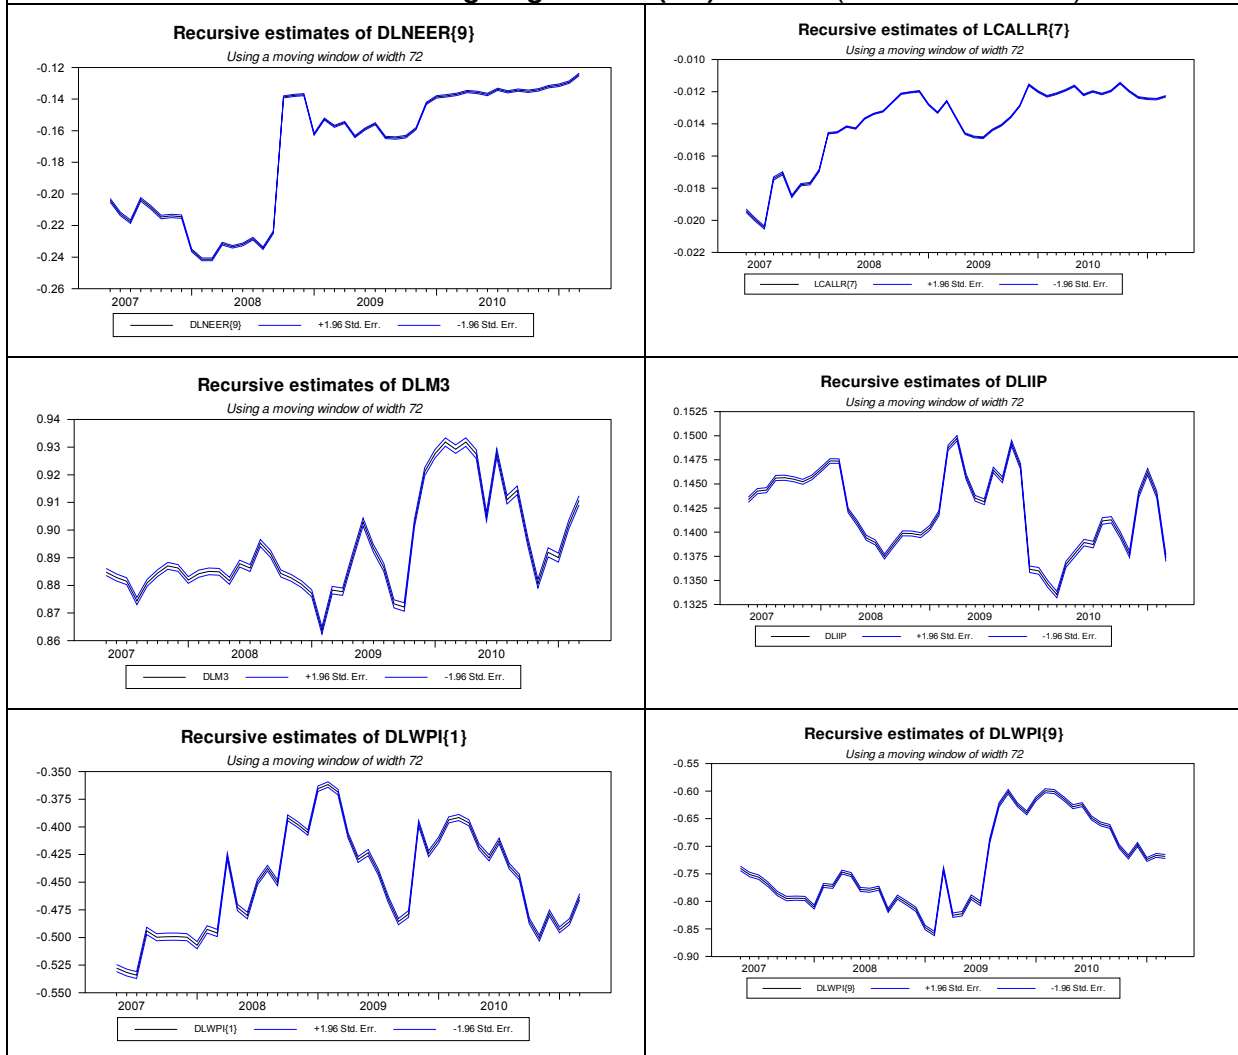 Recursive estimates of DLNEER{9}
Using a moving window of width 72
-0.12
-0.14
-0.16
-0.18
-0.20
-0.22
-0.24
-0.26
2007 2008 2009 2010
DLNEER{9} +1.96 Std. Err. -1.96 Std. Err.
Recursive estimates of LCALLR{7}
Using a moving window of width 72
-0.010
-0.012
-0.014
-0.016
-0.018
-0.020
-0.022
2007 2008 2009 2010
LCALLR{7} +1.96 Std. Err. -1.96 Std. Err.
Recursive estimates of DLM3
Using a moving window of width 72
0.94
0.93
0.92
0.91
0.90
0.89
0.88
0.87
0.86
2007 2008 2009 2010
DLM3 +1.96 Std. Err. -1.96 Std. Err.
Recursive estimates of DLIIP
Using a moving window of width 72
0.1525
0.1500
0.1475
0.1450
0.1425
0.1400
0.1375
0.1350
0.1325
2007 2008 2009 2010
DLIIP +1.96 Std. Err. -1.96 Std. Err.
Recursive estimates of DLWPI{1}
Using a moving window of width 72
-0.350
-0.375
-0.400
-0.425
-0.450
-0.475
-0.500
-0.525
-0.550
2007 2008 2009 2010
DLWPI{1} +1.96 Std. Err. -1.96 Std. Err.
Recursive estimates of DLWPI{9}
Using a moving window of width 72
-0.55
-0.60
-0.65
-0.70
-0.75
-0.80
-0.85
-0.90
2007 2008 2009 2010
DLWPI{9} +1.96 Std. Err. -1.96 Std. Err.